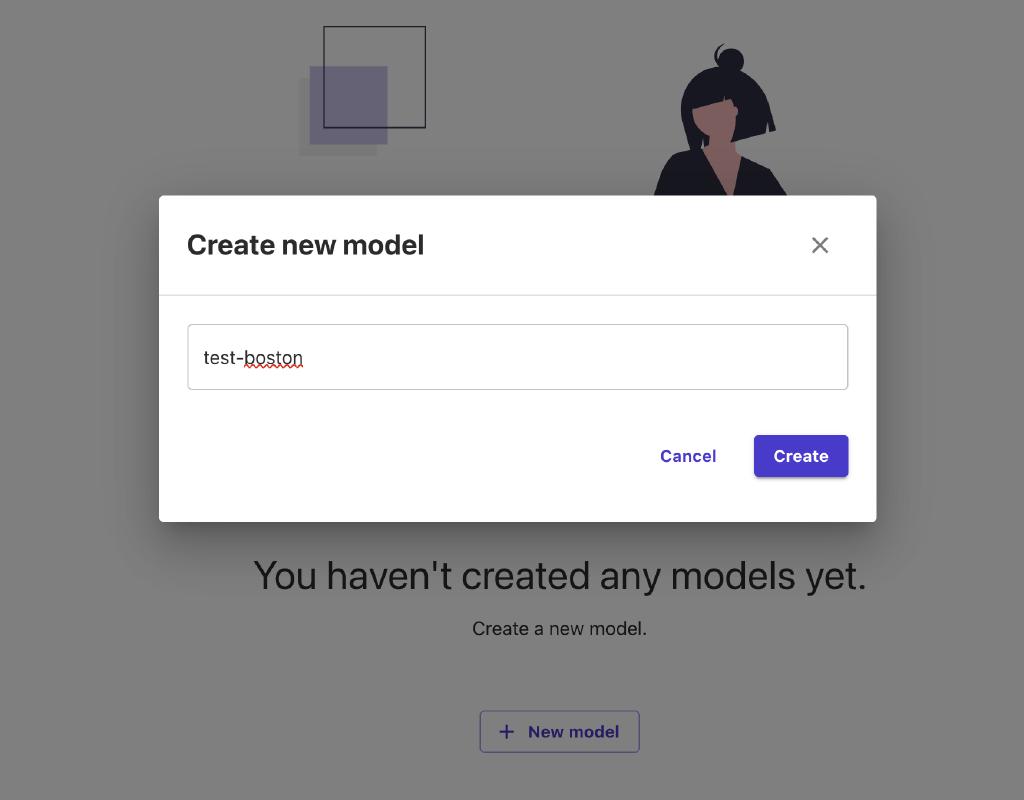 Create new model
test-boston
Cancel
Create
You haven't created any models yet.
Create a new model.
+ New model